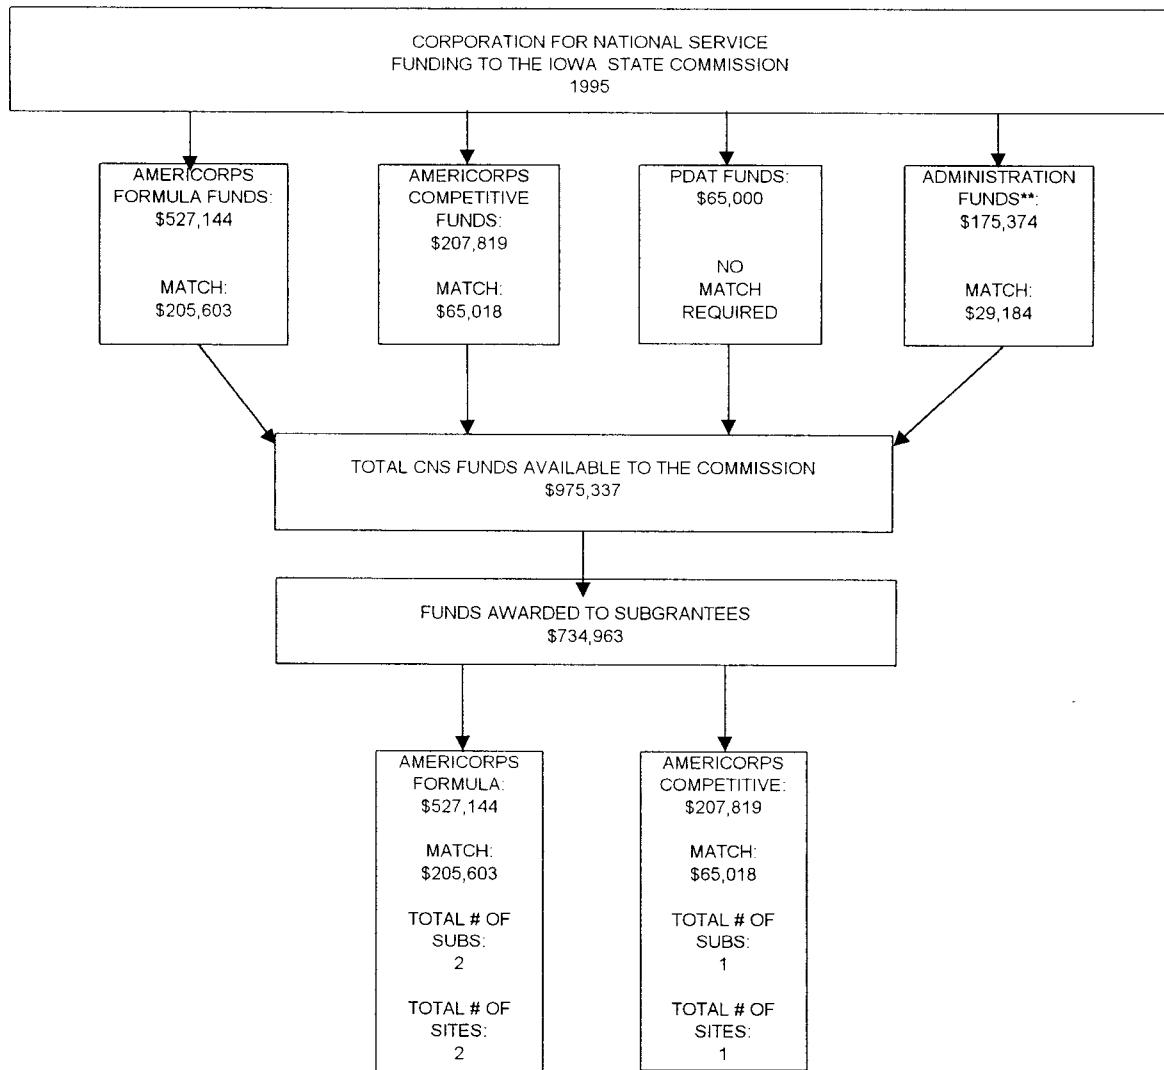 CORPORATION FOR NATIONAL SERVICE
FUNDING TO THE IOWA STATE COMMISSION
1995
AMERICORPS
FORMULA FUNDS:
$527,144
MATCH:
$205,603
AMERICORPS
COMPETITIVE
FUNDS:
$207,819
MATCH:
$65,018
PDAT FUNDS:
$65,000
NO
MATCH
REQUIRED
ADMINISTRATION
FUNDS**:
$175,374
MATCH:
$29,184
TOTAL CNS FUNDS AVAILABLE TO THE COMMISSION
$975,337
FUNDS AWARDED TO SUBGRANTEES
$734,963
AMERICORPS
FORMULA:
$527,144
MATCH:
$205,603
TOTAL # OF
SUBS:
2
TOTAL # OF
SITES:
2
AMERICORPS
COMPETITIVE:
$207,819
MATCH:
$65,018
TOTAL # OF
SUBS:
1
TOTAL # OF
SITES:
1